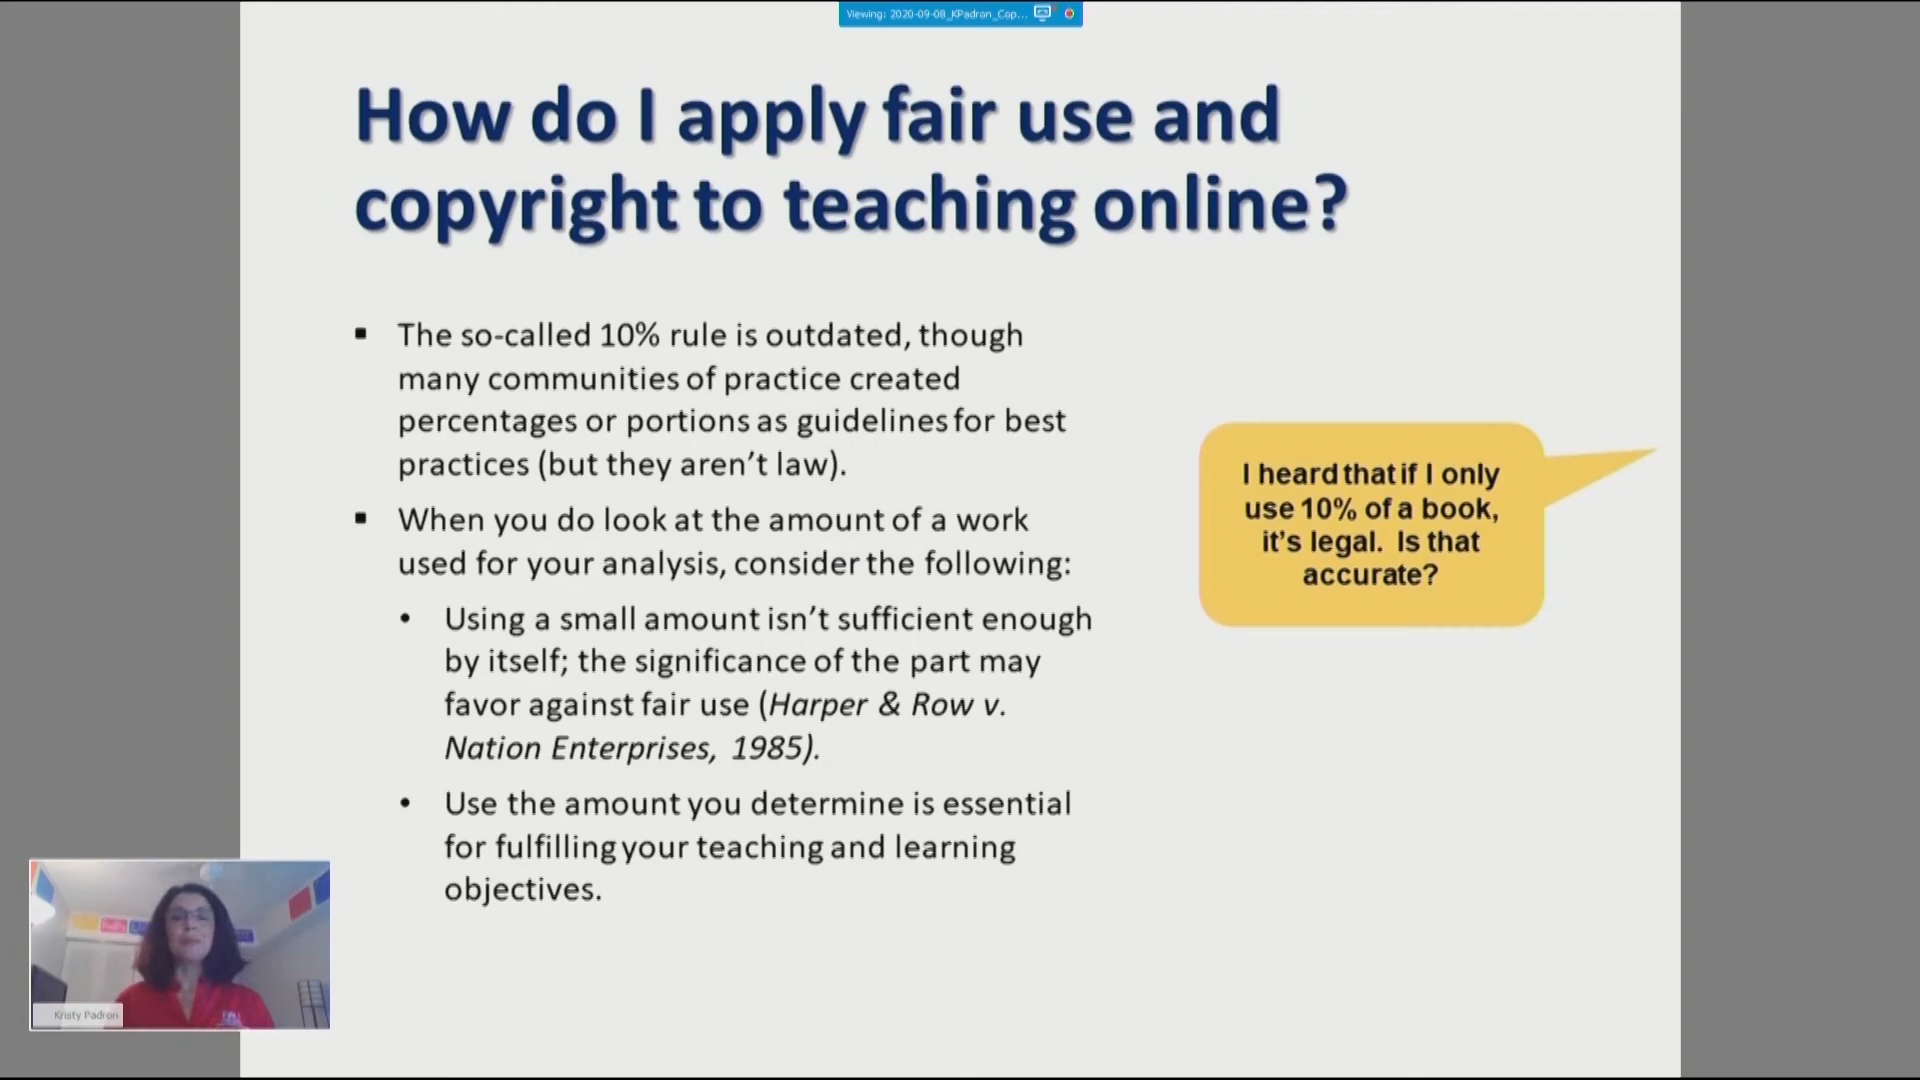 Viewing: 2020-09-08_KPadron_Cop...
How do I apply fair use and
copyright to teaching online?
▪ The so-called 10% rule is outdated, though
many communities of practice created
percentages or portions as guidelines for best
practices (but they aren’t law).
▪ When you do look at the amount of a work
used for your analysis, consider the following:
• Using a small amount isn’t sufficient enough
by itself; the significance of the part may
favor against fair use (Harper & Row v.
Nation Enterprises, 1985).
• Use the amount you determine is essential
for fulfilling your teaching and learning
objectives.
I heard that if I only
use 10% of a book,
it’s legal. Is that
accurate?
Kristy Padron